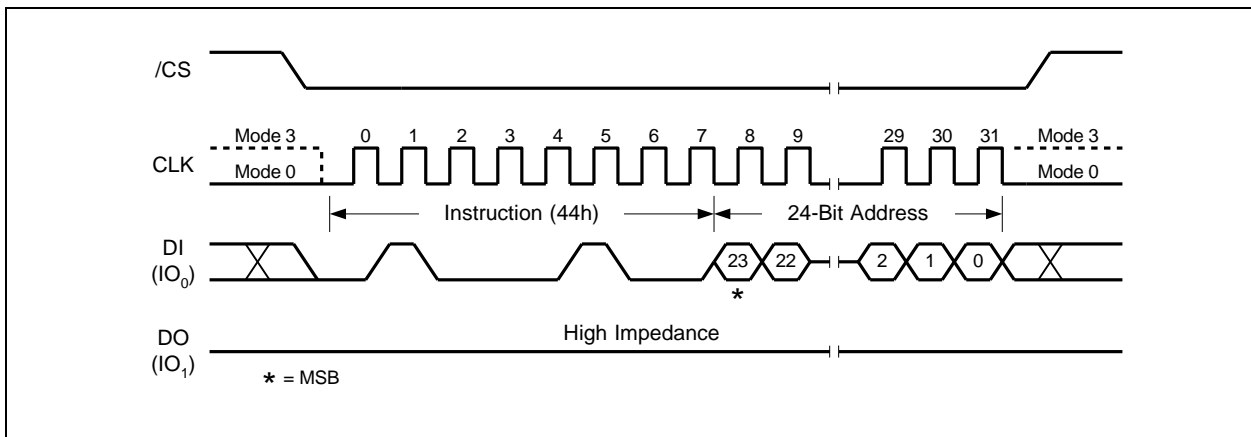 /CS
Mode 3
0 1 2 3 4 5 6 7 8 9 29 30 31
Mode 3
CLK
Mode 0
Mode 0
Instruction (44h)
24-Bit Address
DI
(IO0)
23 22 2 1 0
*
High Impedance
DO
(IO1)
* = MSB